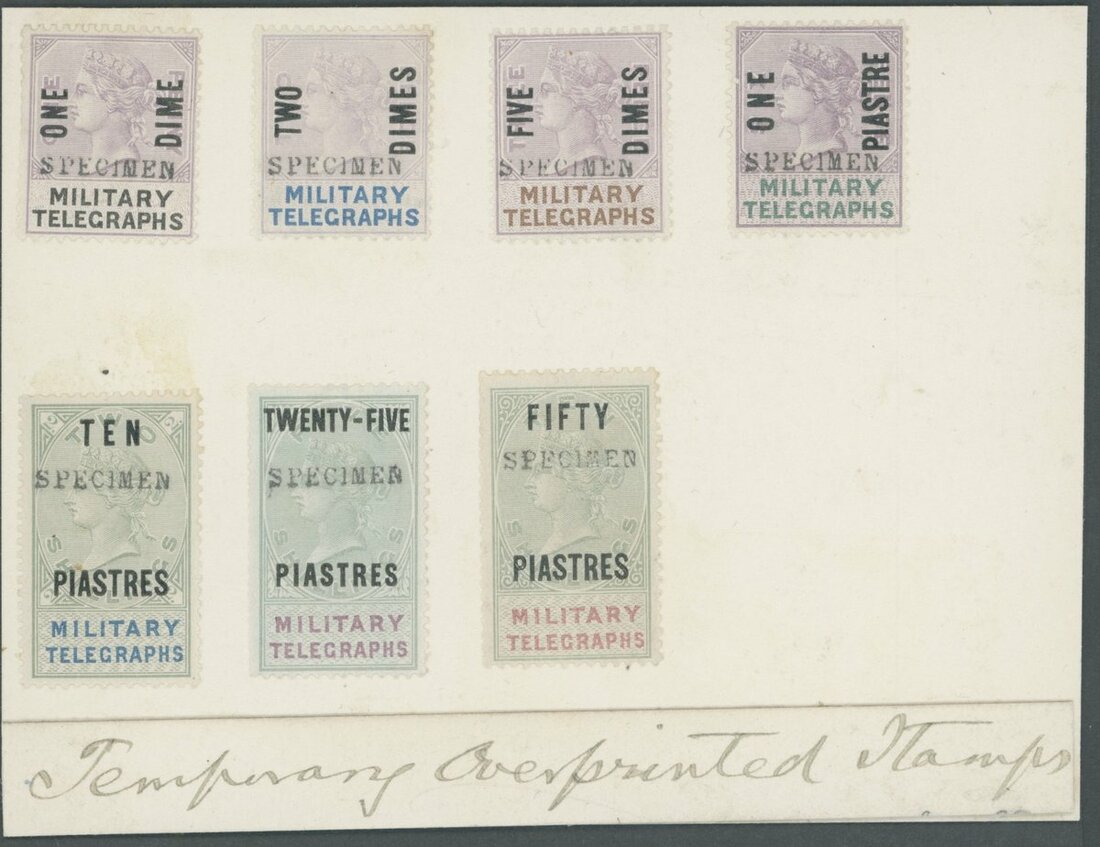 ONE DIME
SPECIMEN
MILITARY
TELEGRAPHS
TWO DIMES
SPECIMEN
MILITARY
TELEGRAPHS
FIVE DIMES
SPECIMEN
MILITARY
TELEGRAPHS
ONE PIASTRE
SPECIMEN
MILITARY
TELEGRAPHS
TEN
SPECIMEN
PIASTRES
MILITARY
TELEGRAPHS
TWENTY-FIVE
SPECIMEN
PIASTRES
MILITARY
TELEGRAPHS
FIFTY
SPECIMEN
PIASTRES
MILITARY
TELEGRAPHS
Temporary Overprinted Stamps